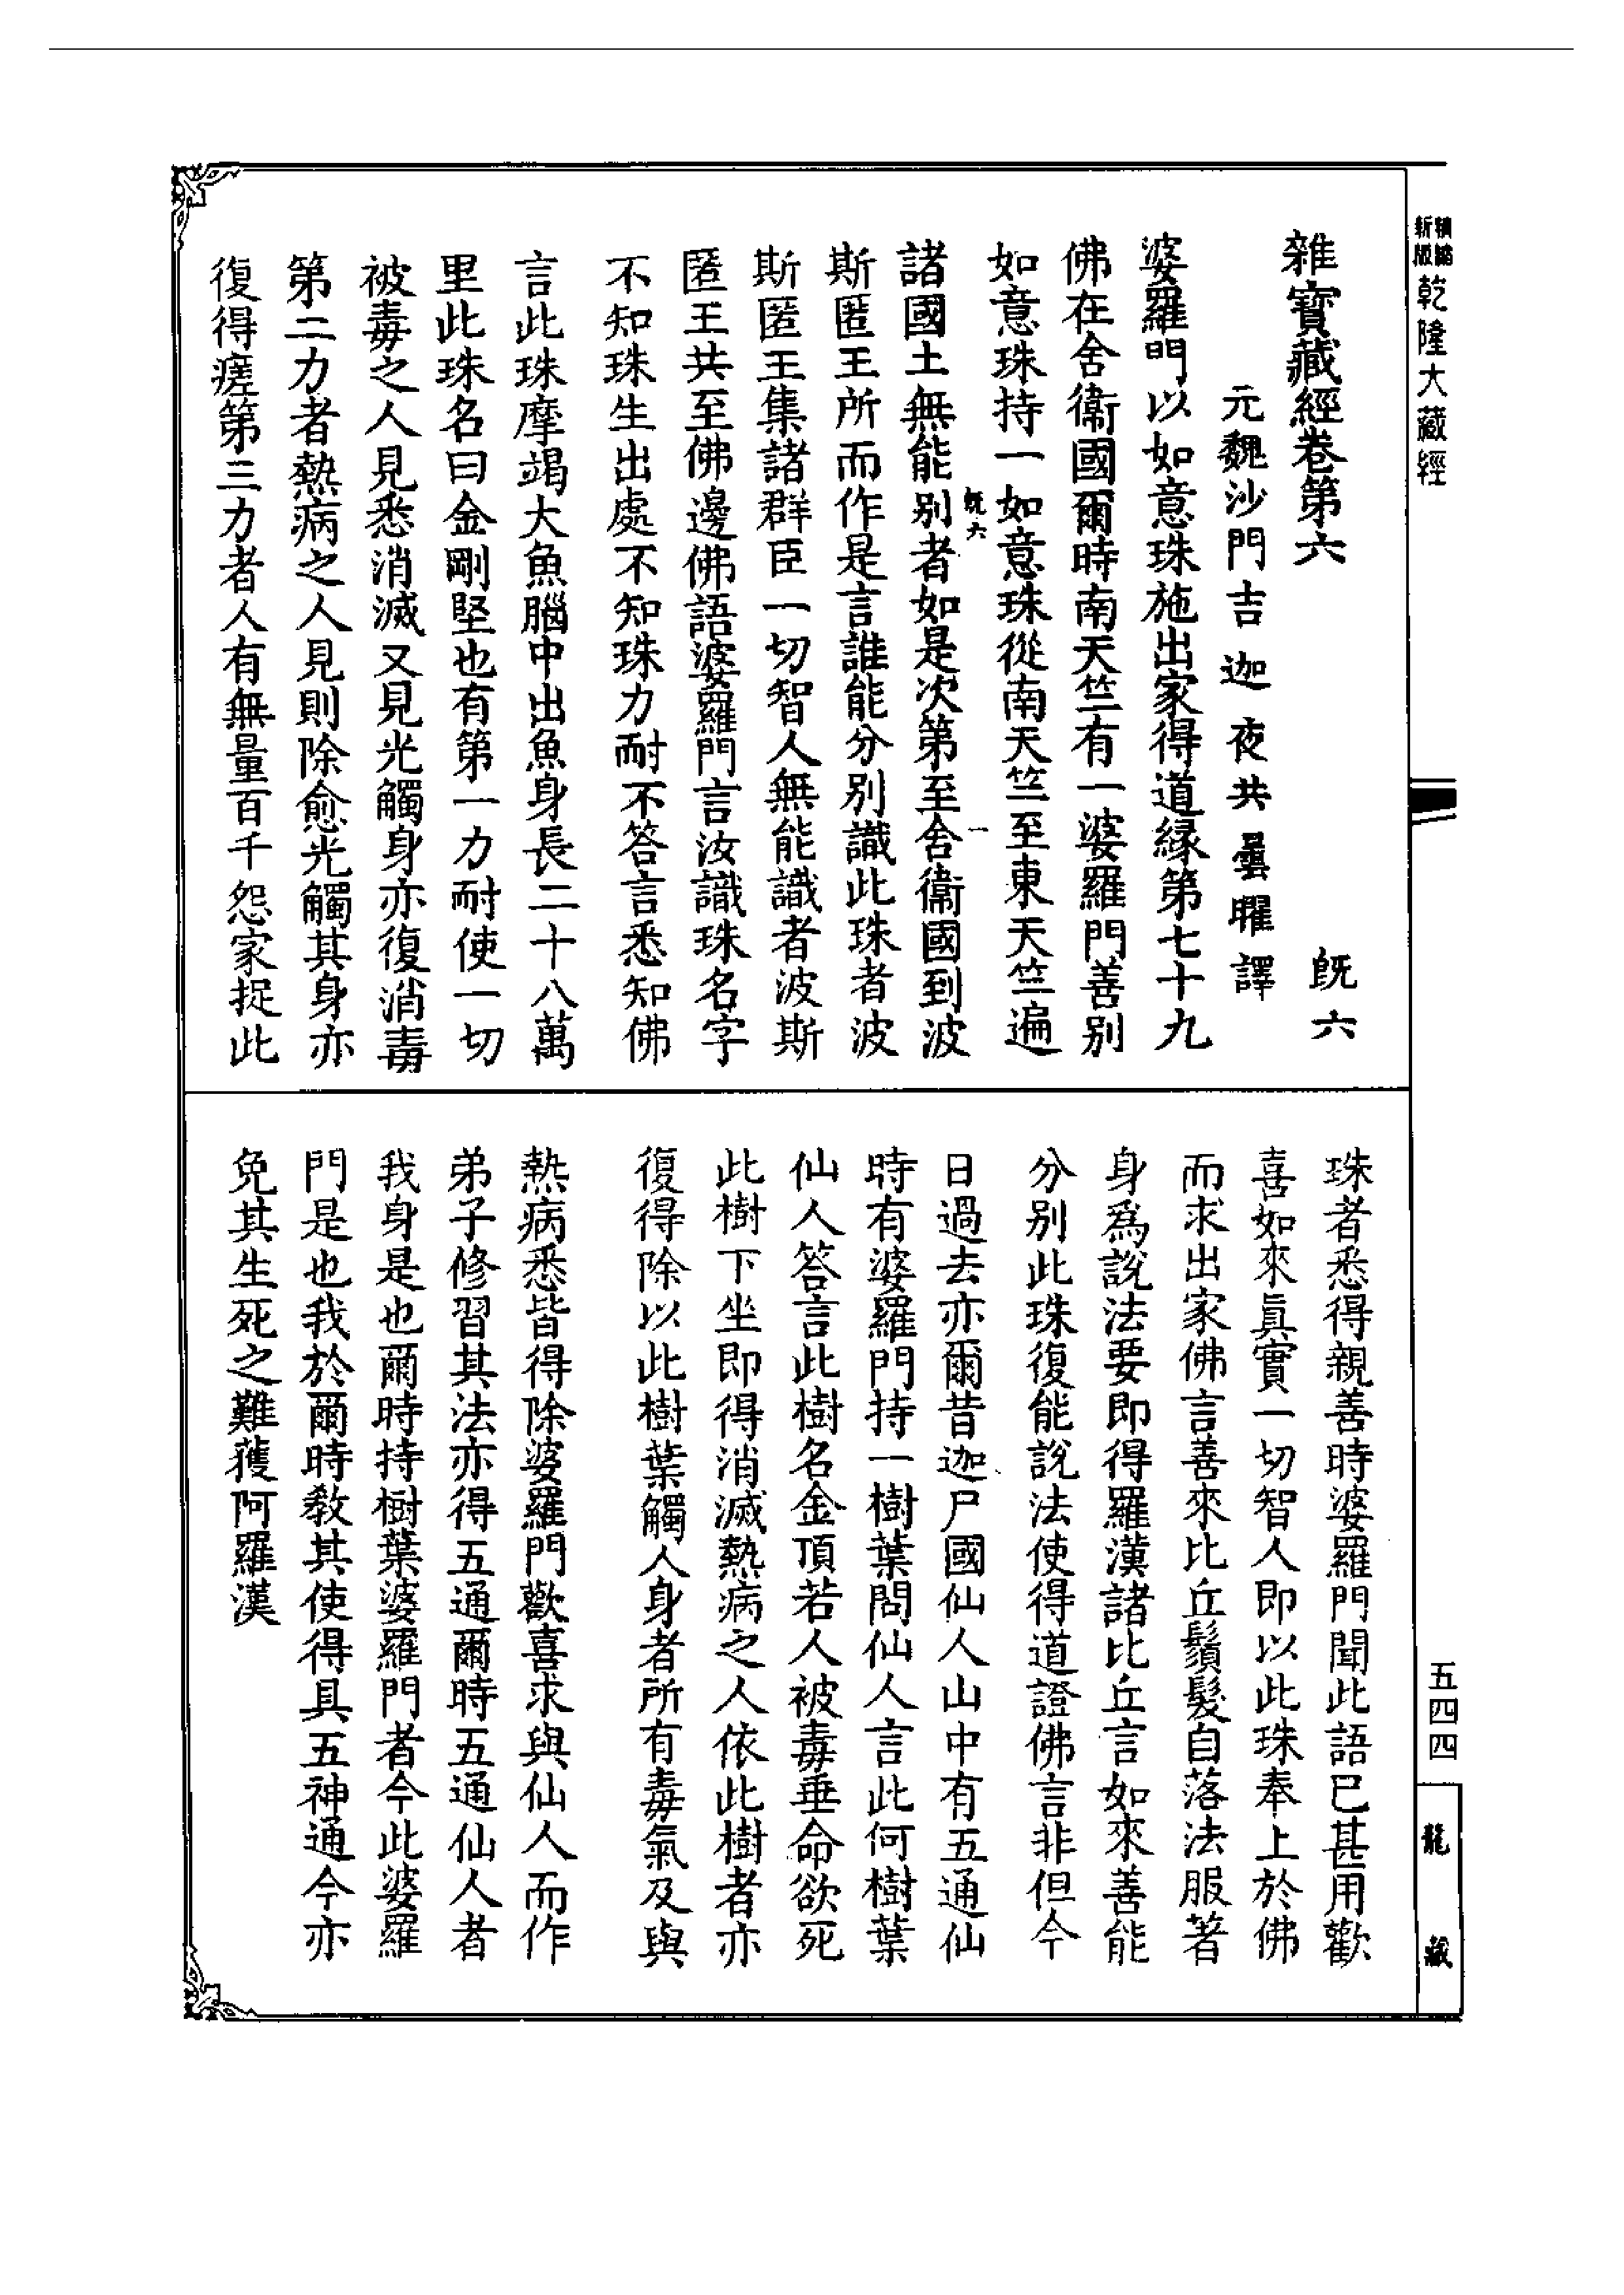 新版精縮
乾隆大藏經
雜寶藏經卷第六
既六
元魏沙門吉迦夜共曇曜譯
婆羅門以如意珠施出家得道緣第七十九
佛在舍衞國爾時南天竺有一婆羅門善別
如意珠持一如意珠從南天竺至東天竺遍
既六
一
諸國土無能別者如是次第至舍衞國到波
斯匿王所而作是言誰能分別識此珠者波
斯匿王集諸群臣一切智人無能識者波斯
匿王共至佛邊佛語婆羅門言汝識珠名字
不知珠生出處不知珠力耐不答言悉知佛
言此珠摩竭大魚腦中出魚身長二十八萬
里此珠名曰金剛堅也有第一力耐使一切
被毒之人見悉消滅又見光觸身亦復消毒
第二力者熱病之人見則除愈光觸其身亦
復得瘥第三力者人有無量百千怨家捉此
珠者悉得親善時婆羅門聞此語已甚用歡
喜如來真實一切智人即以此珠奉上於佛
而求出家佛言善來比丘鬚髮自落法服著
身爲說法要即得羅漢諸比丘言如來善能
分別此珠復能說法使得道證佛言非但今
日過去亦爾昔迦尸國仙人山中有五通仙
時有婆羅門持一樹葉問仙人言此何樹葉
仙人答言此樹名金頂若人被毒垂命欲死
此樹下坐即得消滅熱病之人依此樹者亦
復得除以此樹葉觸人身者所有毒氣及與
熱病悉皆得除婆羅門歡喜求與仙人而作
弟子修習其法亦得五通爾時五通仙人者
我身是也爾時持樹葉婆羅門者今此婆羅
門是也我於爾時教其使得具五神通今亦
免其生死之難獲阿羅漢
五四四
龍藏